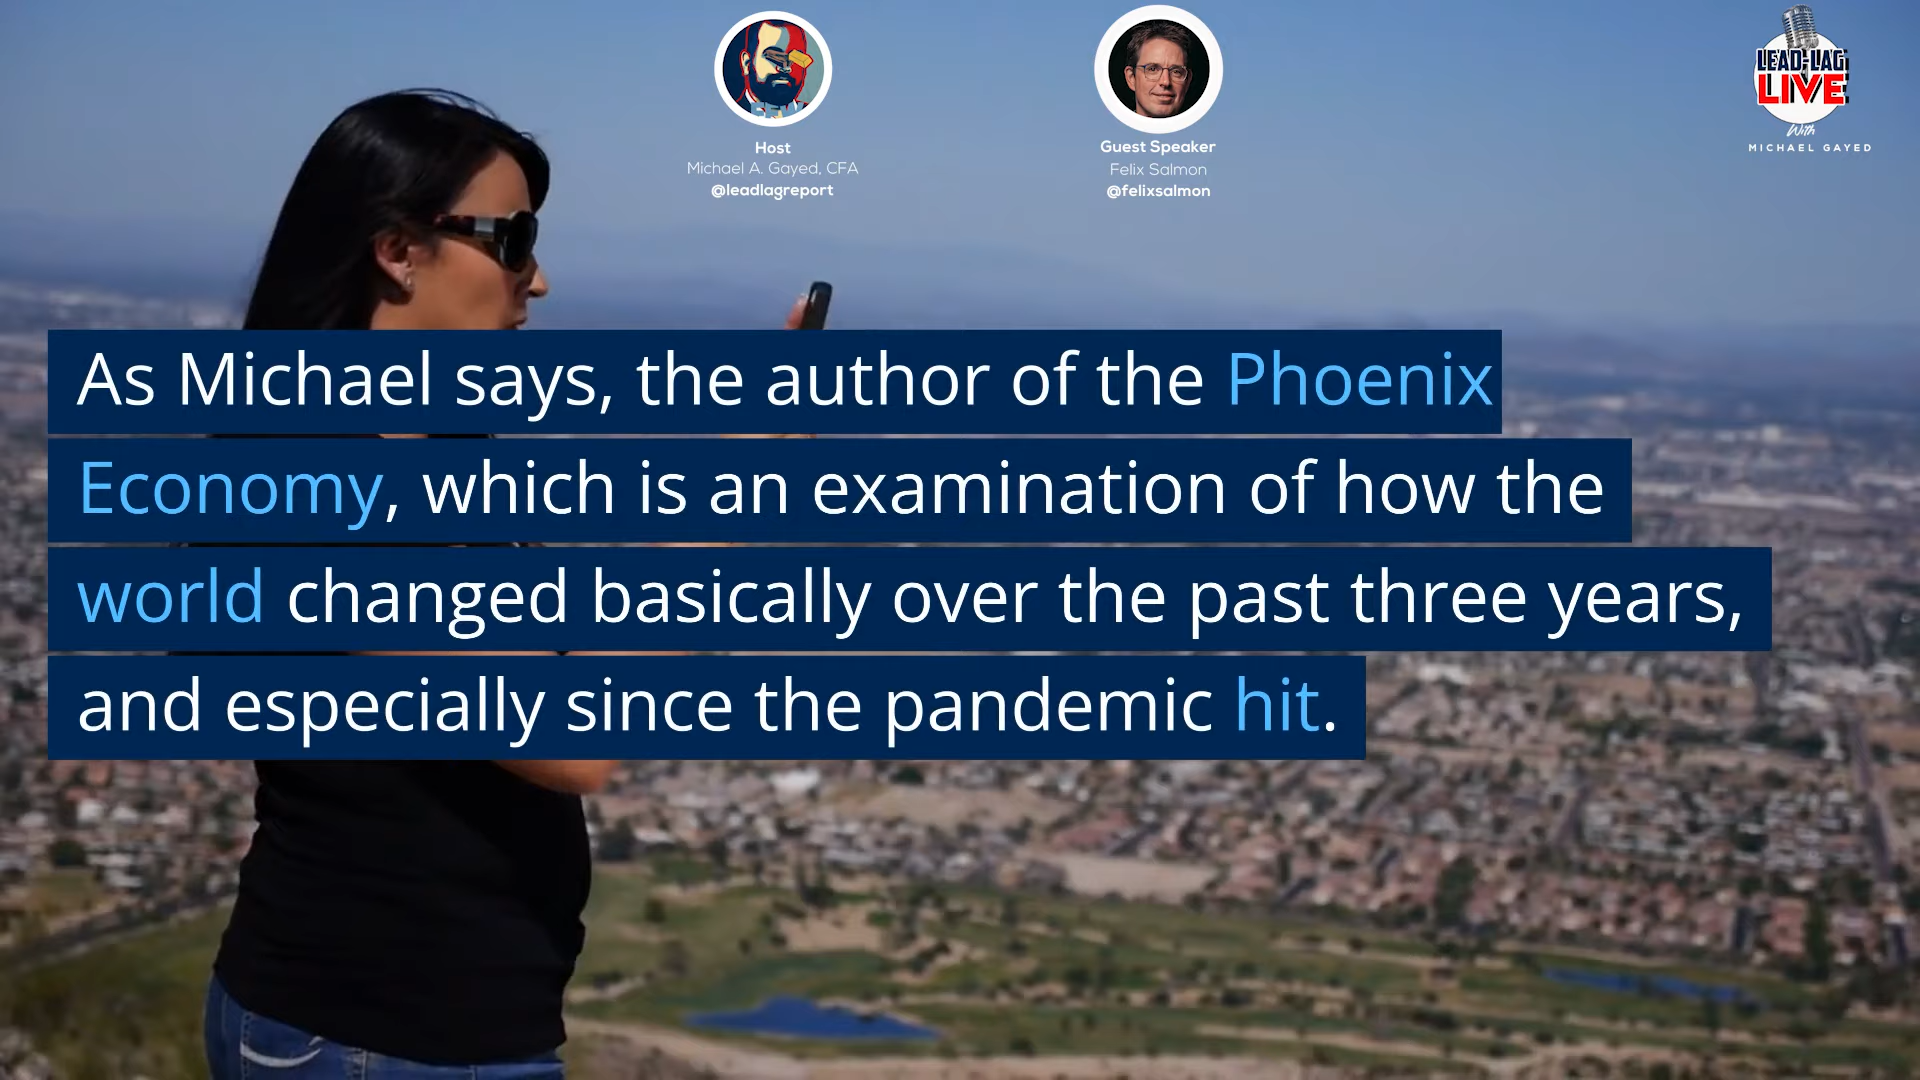 Host
Michael A. Gayed, CFA
@leadlagreport
Guest Speaker
Felix Salmon
@felixsalmon
LEAD-LAG
LIVE
With
MICHAEL GAYED
As Michael says, the author of the Phoenix
Economy, which is an examination of how the
world changed basically over the past three years,
and especially since the pandemic hit.